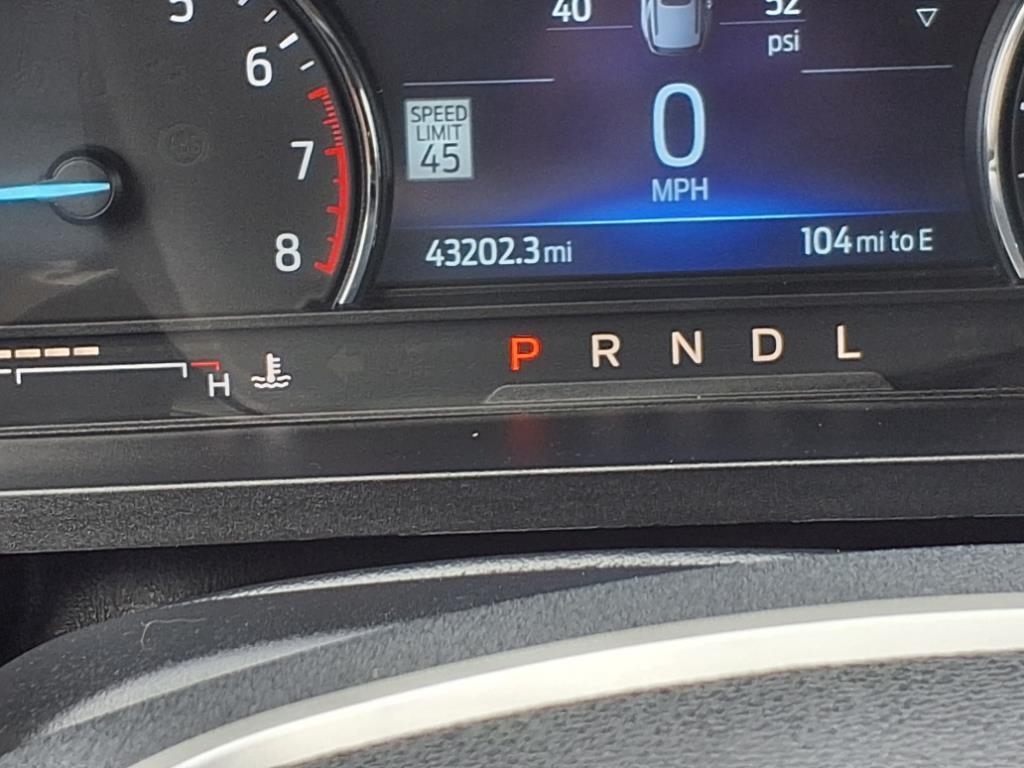 5
6
7
8
40
52
psi
SPEED
LIMIT
45
0
MPH
43202.3 mi
104 mi to E
H
P R N D L